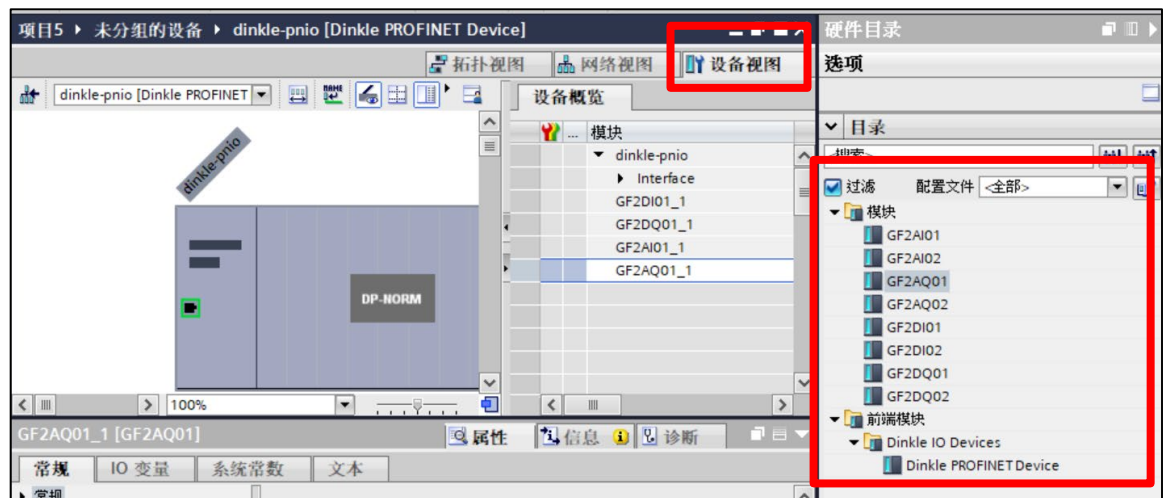 项目5 ▸ 未分组的设备 ▸ dinkle-pnio [Dinkle PROFINET Device]
拓扑视图 网络视图 设备视图
dinkle-pnio [Dinkle PROFINET
设备概览
... 模块
dinkle-pnio
Interface
GF2DI01_1
GF2DQ01_1
GF2AI01_1
GF2AQ01_1
dinkle-pnio
DP-NORM
100%
GF2AQ01_1 [GF2AQ01]
属性 信息 诊断
常规 IO 变量 系统常数 文本
常规
硬件目录
选项
目录
<搜索>
过滤 配置文件 <全部>
模块
GF2AI01
GF2AI02
GF2AQ01
GF2AQ02
GF2DI01
GF2DI02
GF2DQ01
GF2DQ02
前端模块
Dinkle IO Devices
Dinkle PROFINET Device